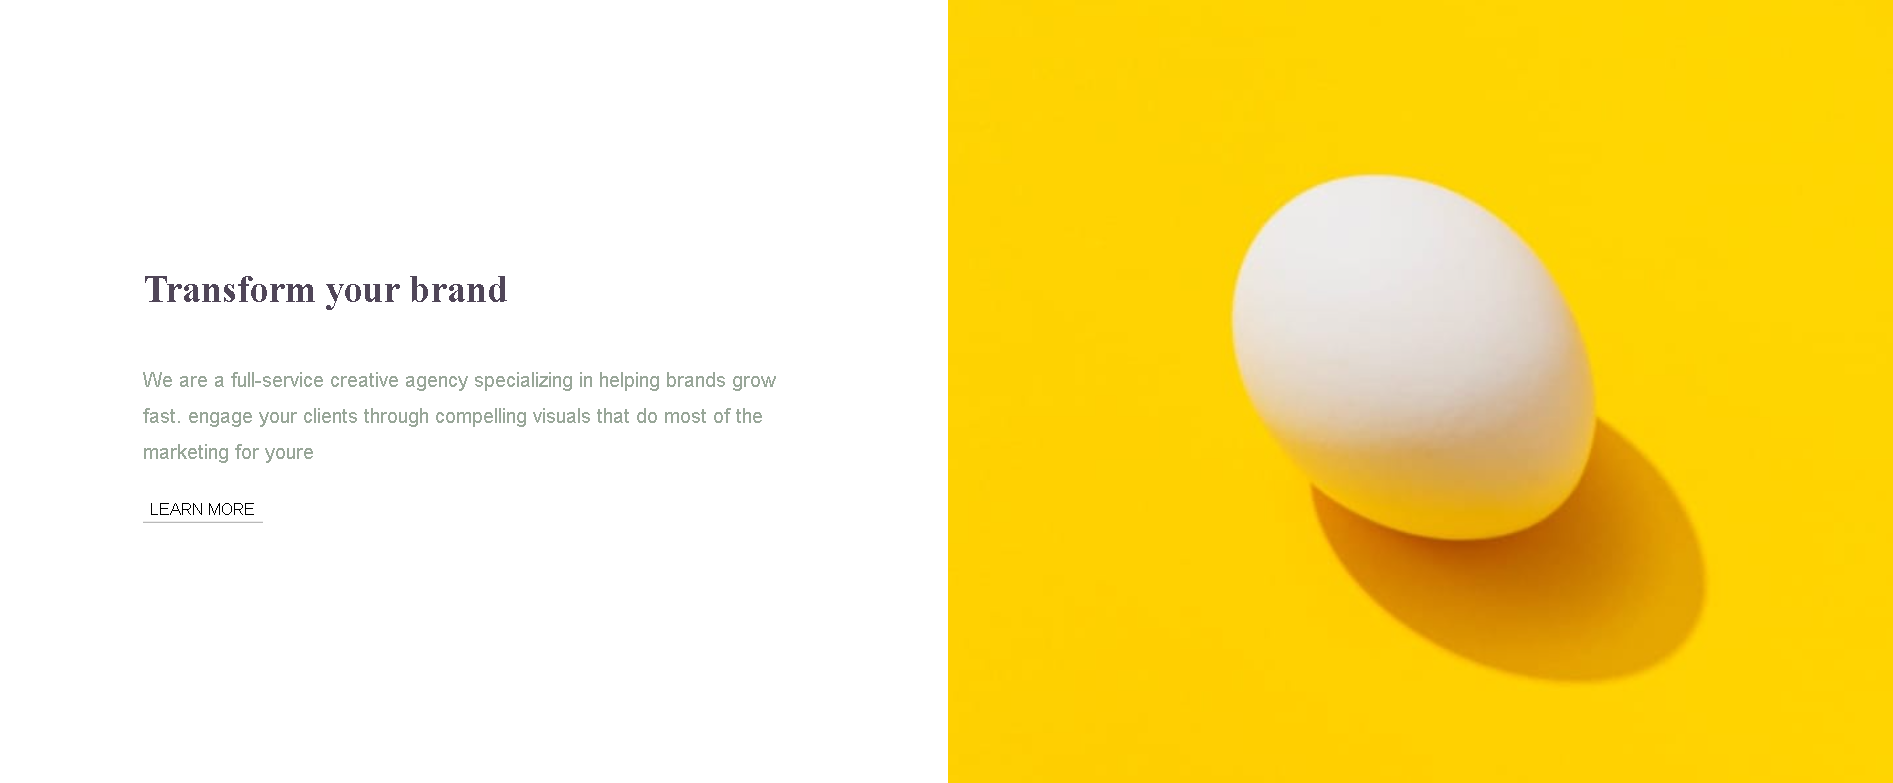 Transform your brand
We are a full-service creative agency specializing in helping brands grow
fast. engage your clients through compelling visuals that do most of the
marketing for youre
LEARN MORE